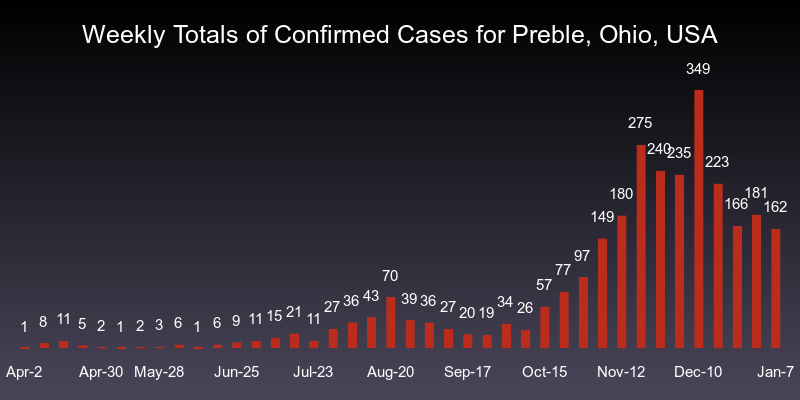 Weekly Totals of Confirmed Cases for Preble, Ohio, USA
1 8 11 5 2 1 2 3 6 1 6 9 11 15 21 11 27 36 43 70 39 36 27 20 19 34 26 57 77 97 149 180 275 240 235 349 223 166 181 162
Apr-2 Apr-30 May-28 Jun-25 Jul-23 Aug-20 Sep-17 Oct-15 Nov-12 Dec-10 Jan-7